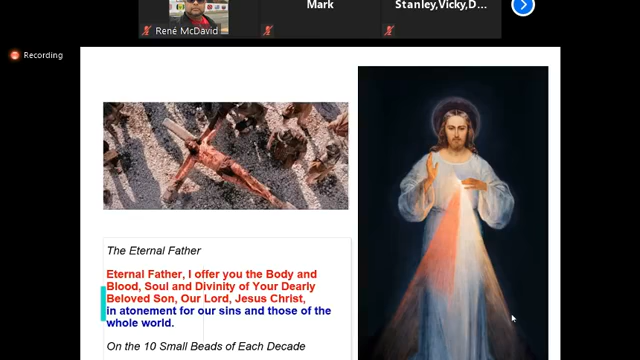 René McDavid
Mark
Stanley,Vicky,D...
Recording
The Eternal Father
Eternal Father, I offer you the Body and
Blood, Soul and Divinity of Your Dearly
Beloved Son, Our Lord, Jesus Christ,
in atonement for our sins and those of the
whole world.
On the 10 Small Beads of Each Decade